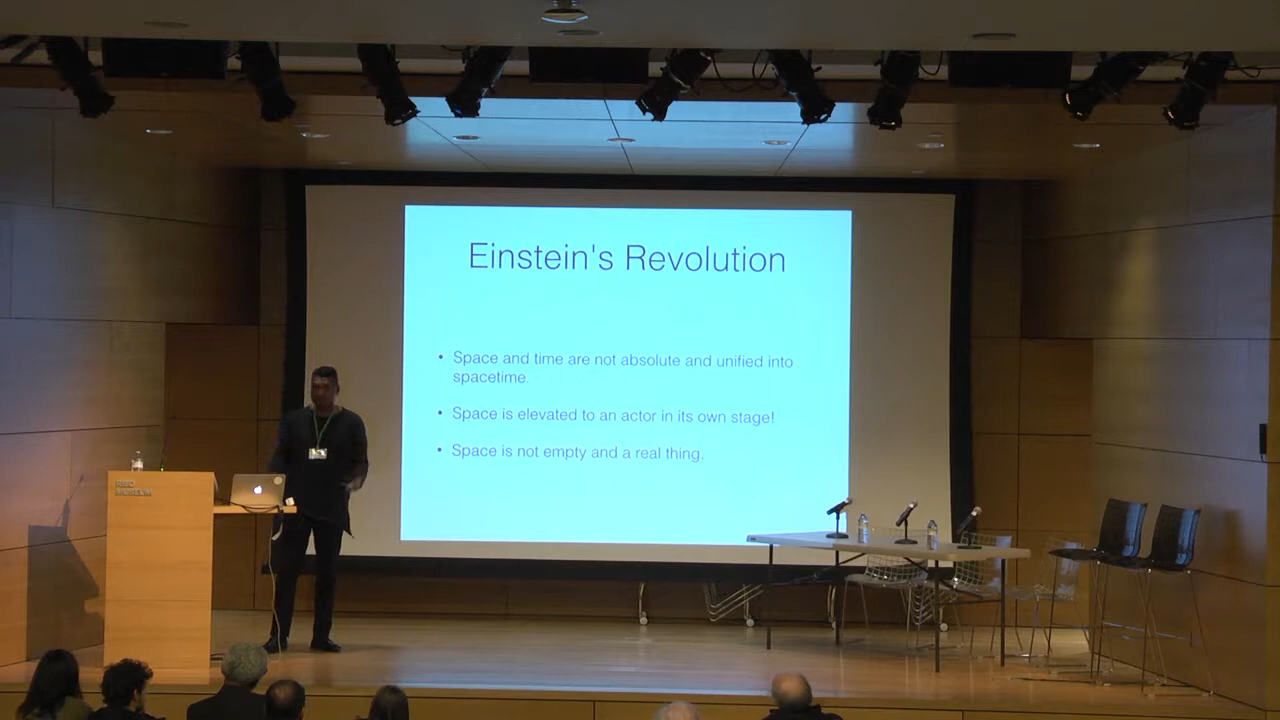 Einstein's Revolution
• Space and time are not absolute and unified into
spacetime.
• Space is elevated to an actor in its own stage!
• Space is not empty and a real thing.
MUSEUM